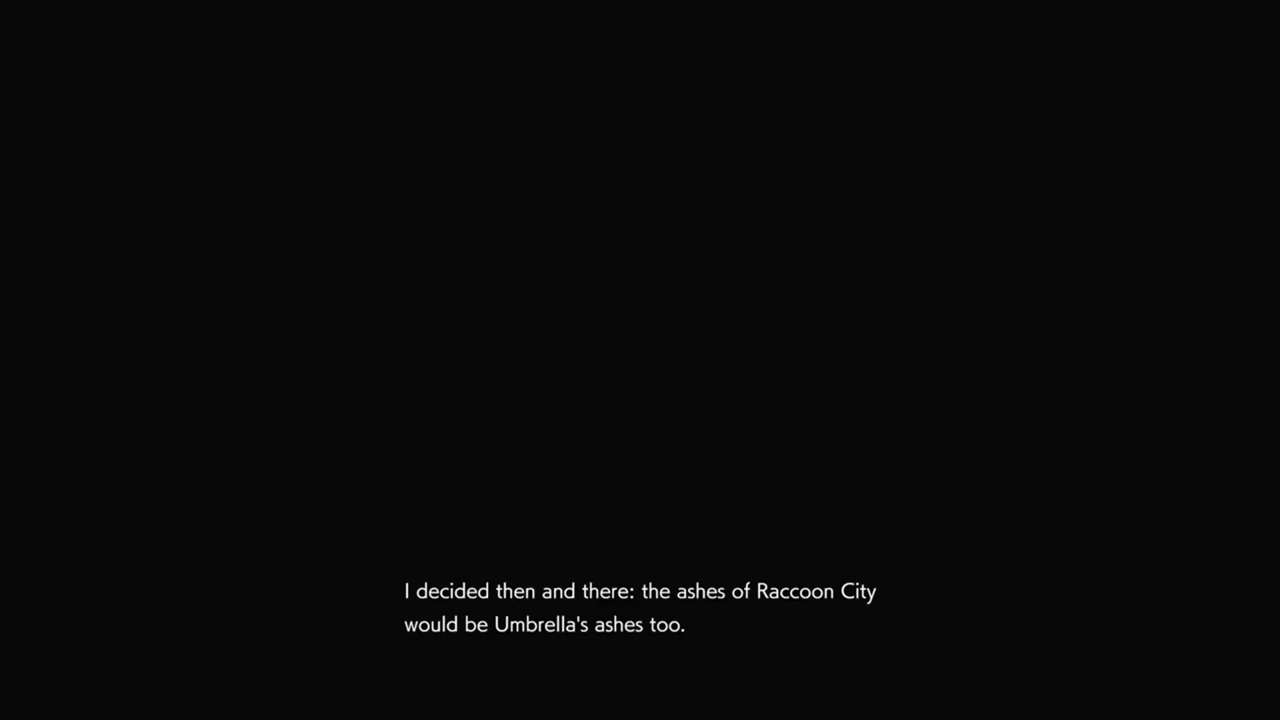 I decided then and there: the ashes of Raccoon City
would be Umbrella's ashes too.